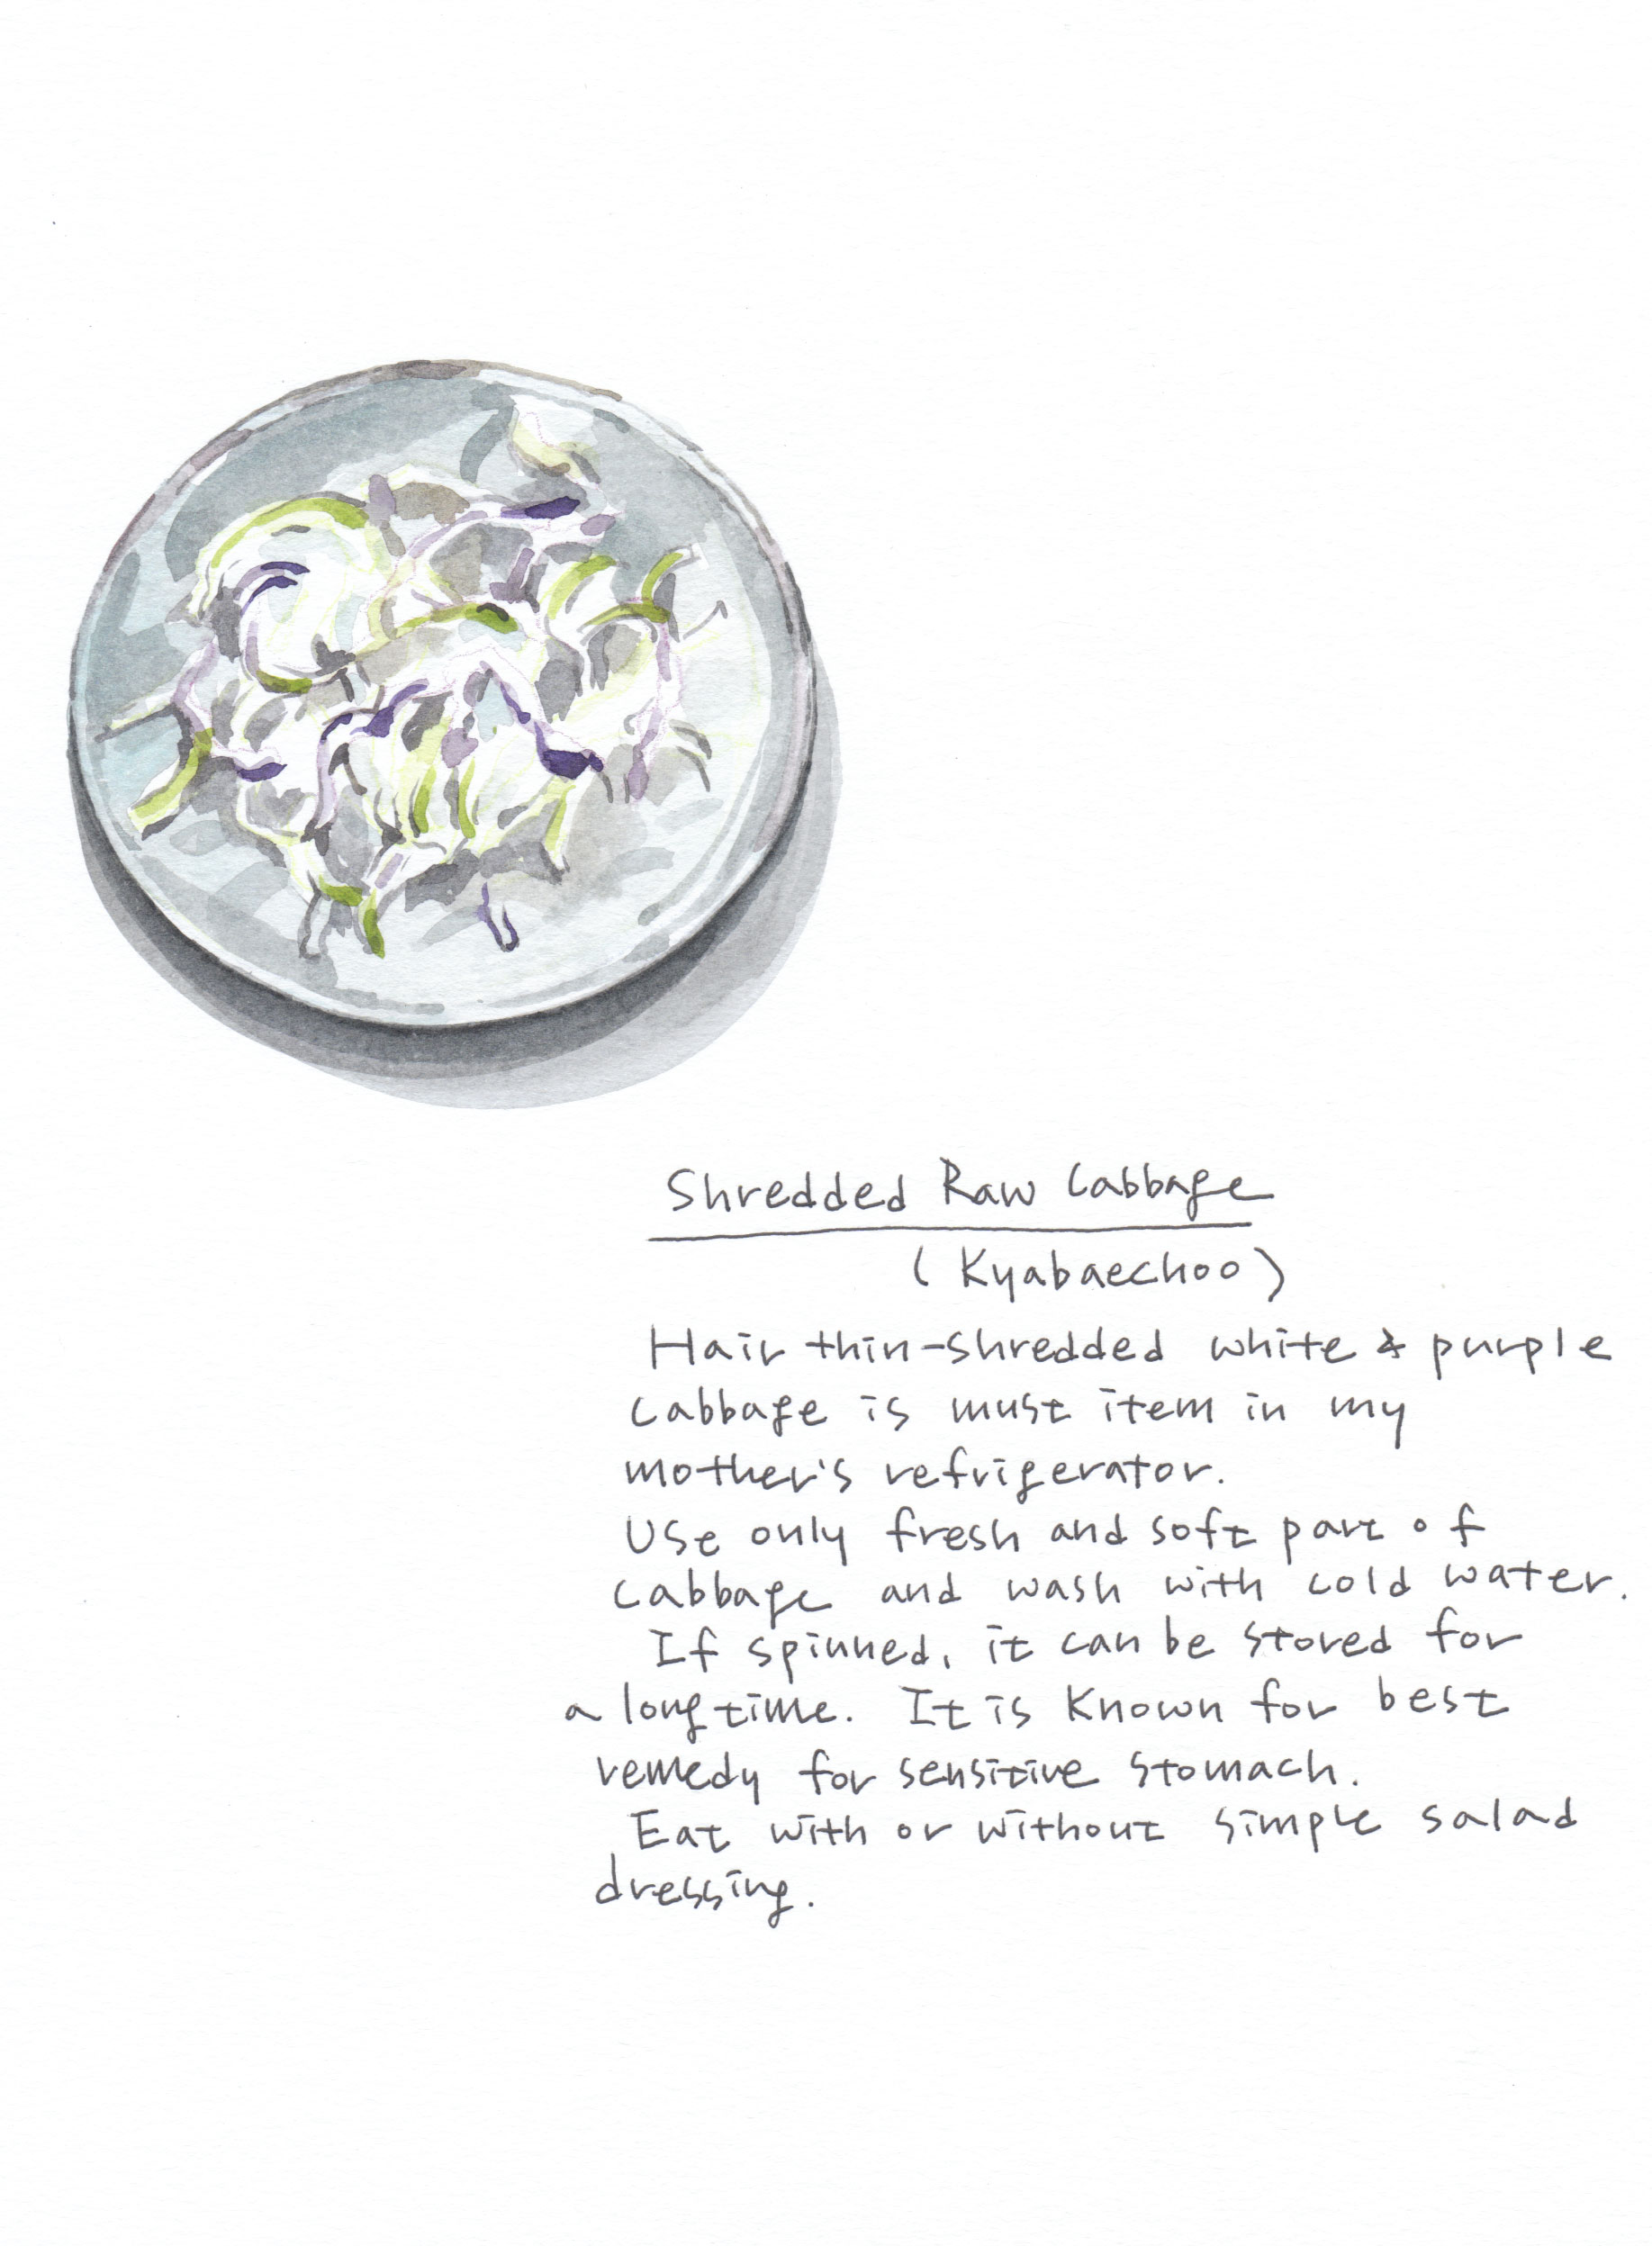 Shredded Raw Cabbage
(Kyabaechoo)
Hair thin-shredded white & purple
cabbage is must item in my
mother's refrigerator.
Use only fresh and soft part of
cabbage and wash with cold water.
If spinned, it can be stored for
a long time. It is known for best
remedy for sensitive stomach.
Eat with or without simple salad
dressing.